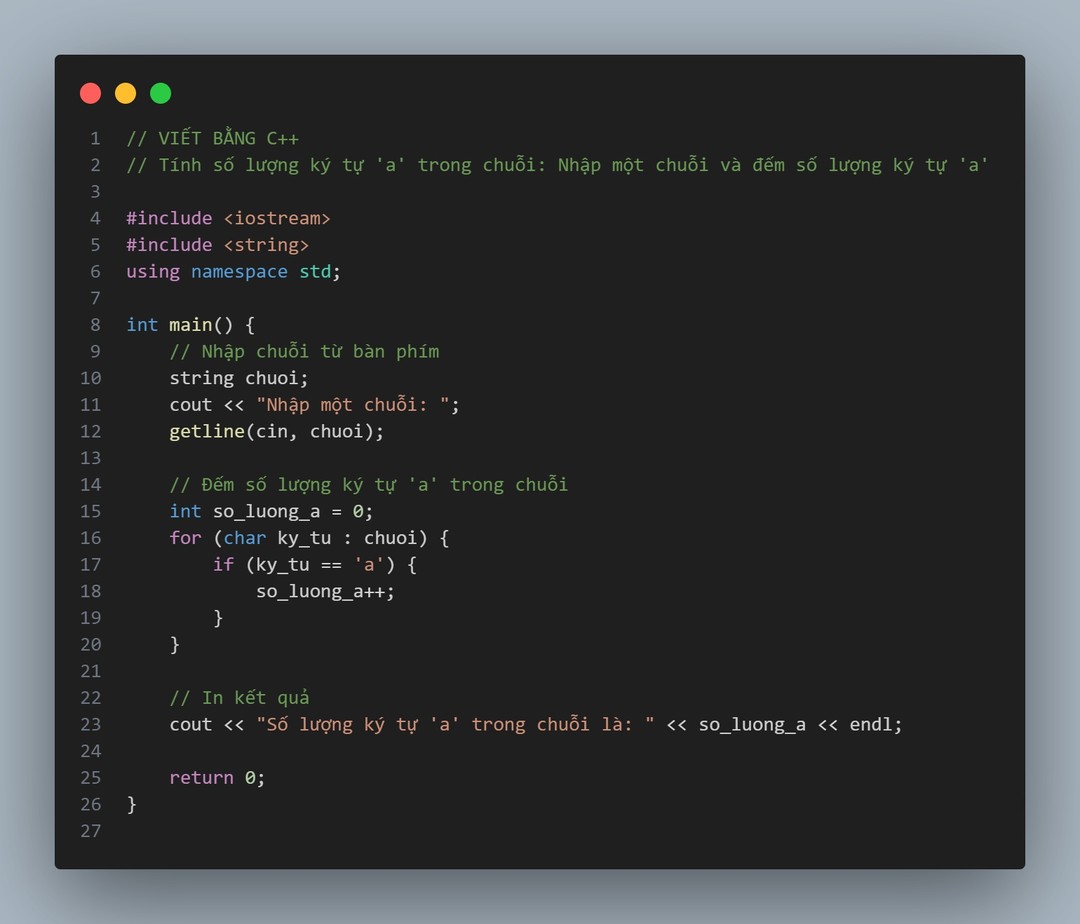 1 // VIẾT BẰNG C++
2 // Tính số lượng ký tự 'a' trong chuỗi: Nhập một chuỗi và đếm số lượng ký tự 'a'
3
4 #include <iostream>
5 #include <string>
6 using namespace std;
7
8 int main() {
9     // Nhập chuỗi từ bàn phím
10     string chuoi;
11     cout << "Nhập một chuỗi: ";
12     getline(cin, chuoi);
13
14     // Đếm số lượng ký tự 'a' trong chuỗi
15     int so_luong_a = 0;
16     for (char ky_tu : chuoi) {
17         if (ky_tu == 'a') {
18             so_luong_a++;
19         }
20     }
21
22     // In kết quả
23     cout << "Số lượng ký tự 'a' trong chuỗi là: " << so_luong_a << endl;
24
25     return 0;
26 }
27